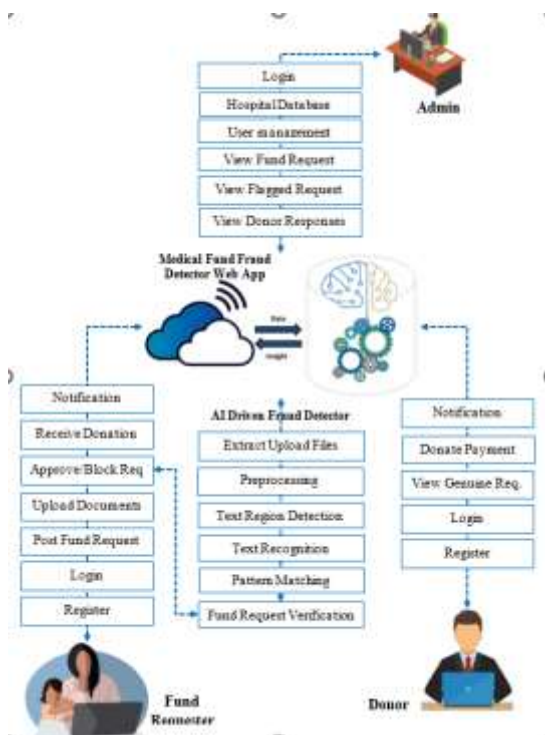 Login
Hospital Database
User management
View Fund Request
View Flagged Request
View Donor Responses
Admin
Medical Fund Fraud
Detector Web App
Data
Insight
Notification
Receive Donation
Approve/Block Req
Upload Documents
Post Fund Request
Login
Register
Fund
Requester
AI Driven Fraud Detector
Extract Upload Files
Preprocessing
Text Region Detection
Text Recognition
Pattern Matching
Fund Request Verification
Notification
Donate Payment
View Genuine Req.
Login
Register
Donor